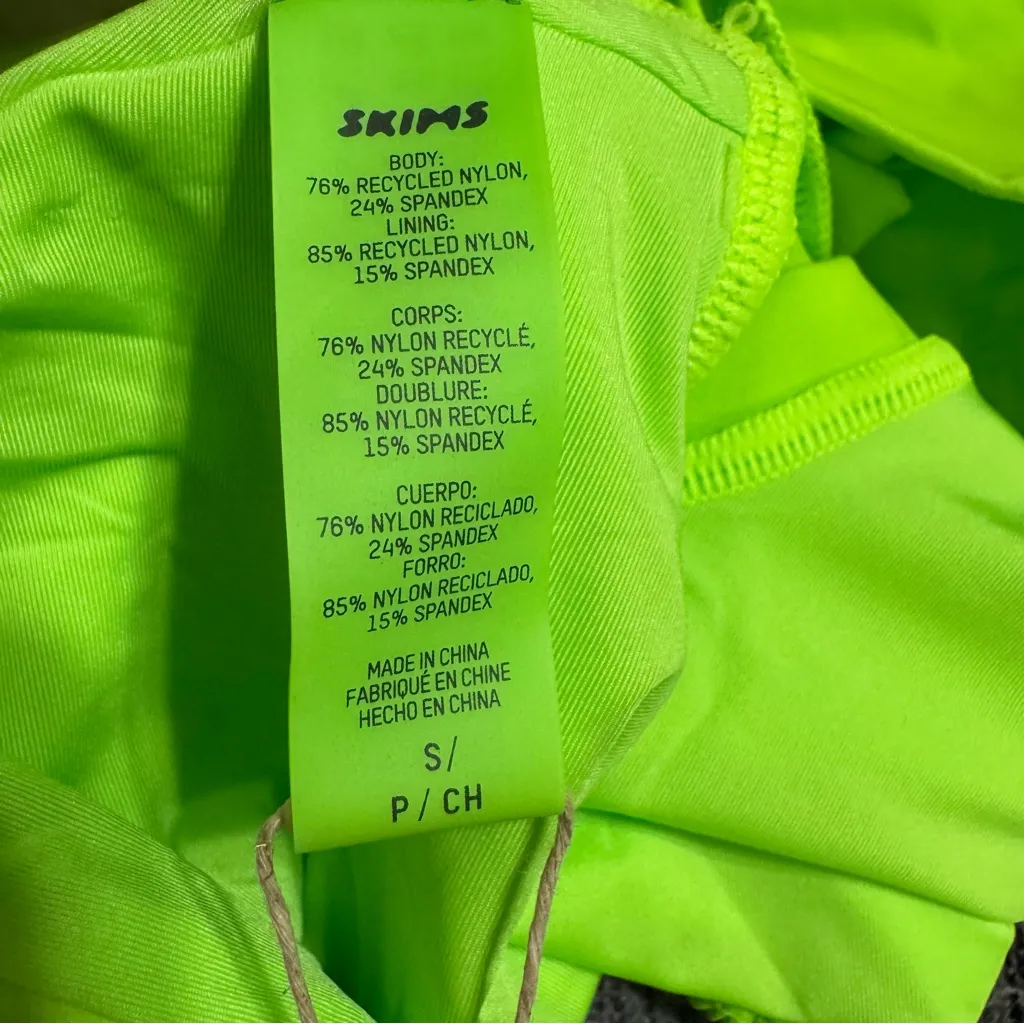 SKIMS
BODY:
76% RECYCLED NYLON,
24% SPANDEX
LINING:
85% RECYCLED NYLON,
15% SPANDEX
CORPS:
76% NYLON RECYCLÉ,
24% SPANDEX
DOUBLURE:
85% NYLON RECYCLÉ,
15% SPANDEX
CUERPO:
76% NYLON RECICLADO,
24% SPANDEX
FORRO:
85% NYLON RECICLADO,
15% SPANDEX
MADE IN CHINA
FABRIQUÉ EN CHINE
HECHO EN CHINA
S/
P / CH